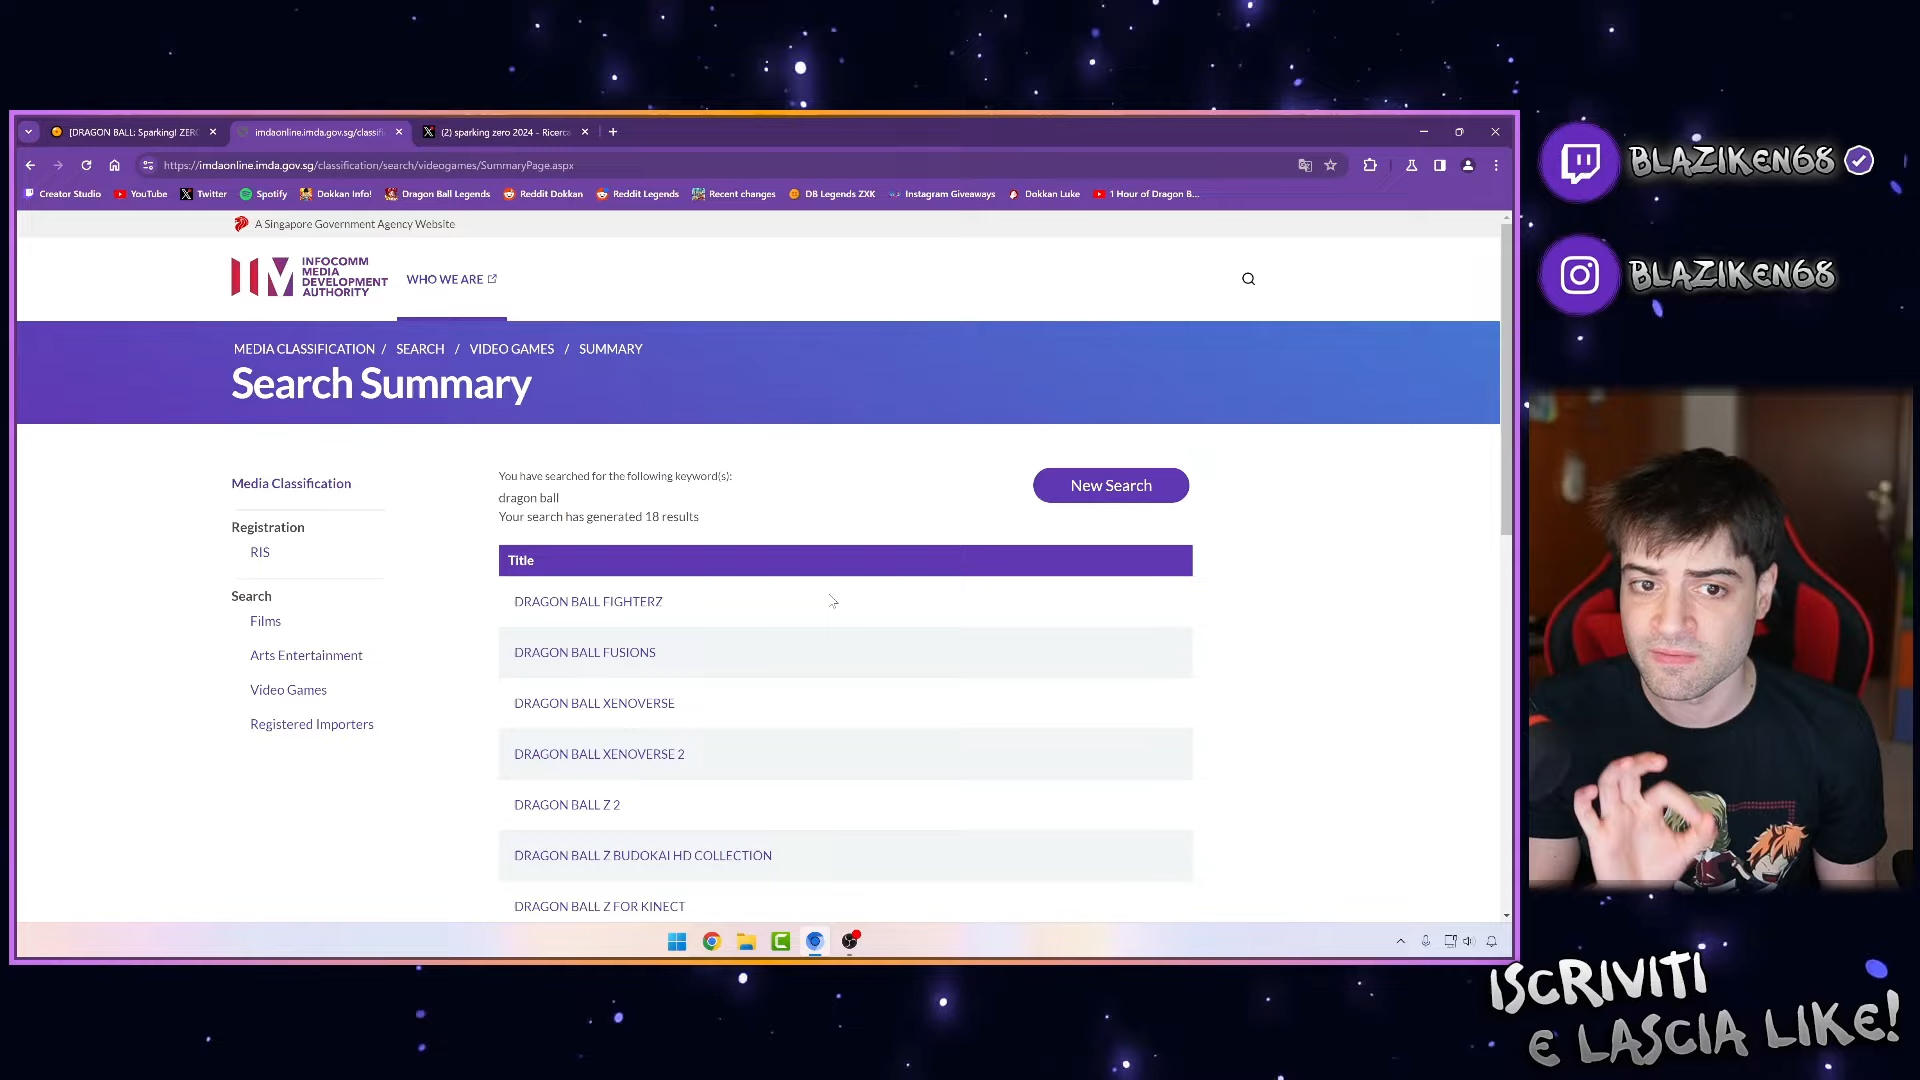 [DRAGON BALL: Sparking! ZERO
imdaonline.imda.gov.sg/classifi
(2) sparking zero 2024 - Ricerca
https://imdaonline.imda.gov.sg/classification/search/videogames/SummaryPage.aspx
Creator Studio
YouTube
Twitter
Spotify
Dokkan Info!
Dragon Ball Legends
Reddit Dokkan
Reddit Legends
Recent changes
DB Legends ZXK
Instagram Giveaways
Dokkan Luke
1 Hour of Dragon B...
A Singapore Government Agency Website
INFOCOMM
MEDIA
DEVELOPMENT
AUTHORITY
WHO WE ARE
MEDIA CLASSIFICATION / SEARCH / VIDEO GAMES / SUMMARY
Search Summary
Media Classification
Registration
RIS
Search
Films
Arts Entertainment
Video Games
Registered Importers
You have searched for the following keyword(s):
dragon ball
Your search has generated 18 results
New Search
Title
DRAGON BALL FIGHTERZ
DRAGON BALL FUSIONS
DRAGON BALL XENOVERSE
DRAGON BALL XENOVERSE 2
DRAGON BALL Z 2
DRAGON BALL Z BUDOKAI HD COLLECTION
DRAGON BALL Z FOR KINECT
BLAZIKEN68
BLAZIKEN68
ISCRIVITI
E LASCIA LIKE!